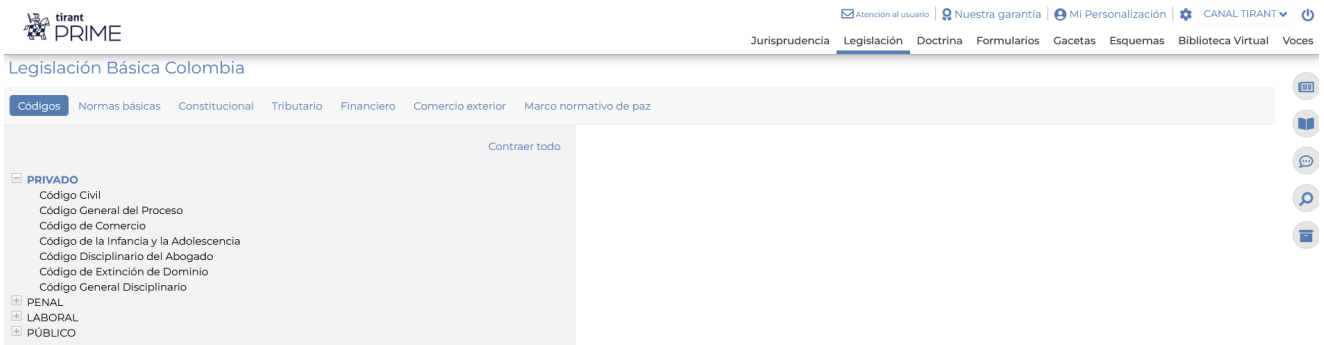 tirant
PRIME
Atención al usuario Nuestra garantía Mi Personalización CANAL TIRANT
Jurisprudencia Legislación Doctrina Formularios Gacetas Esquemas Biblioteca Virtual Voces
Legislación Básica Colombia
Códigos Normas básicas Constitucional Tributario Financiero Comercio exterior Marco normativo de paz
Contraer todo
PRIVADO
Código Civil
Código General del Proceso
Código de Comercio
Código de la Infancia y la Adolescencia
Código Disciplinario del Abogado
Código de Extinción de Dominio
Código General Disciplinario
PENAL
LABORAL
PÚBLICO